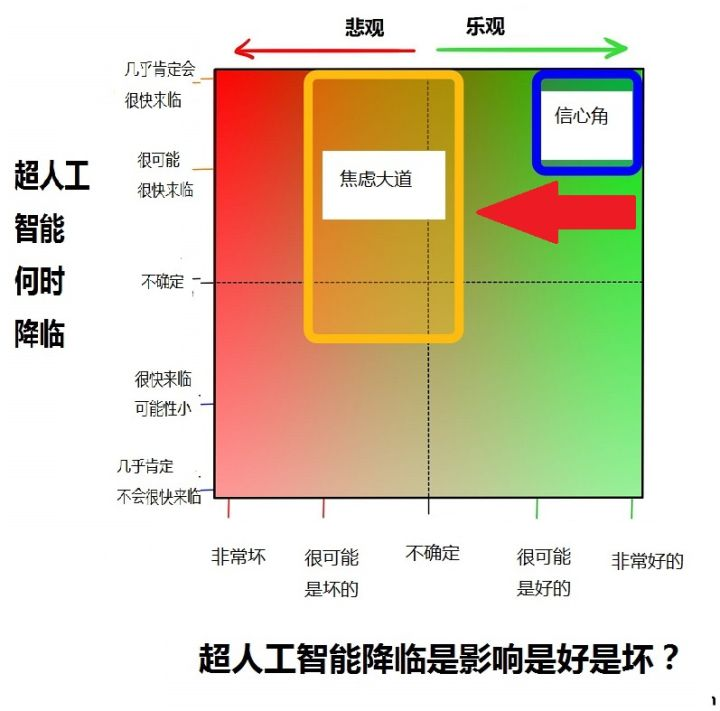 悲观
乐观
几乎肯定会
很快来临
很可能
很快来临
不确定
很快来临
可能性小
几乎肯定
不会很快来临
超人工
智能
何时
降临
焦虑大道
信心角
非常坏
很可能
是坏的
不确定
很可能
是好的
非常好的
超人工智能降临是影响是好是坏？